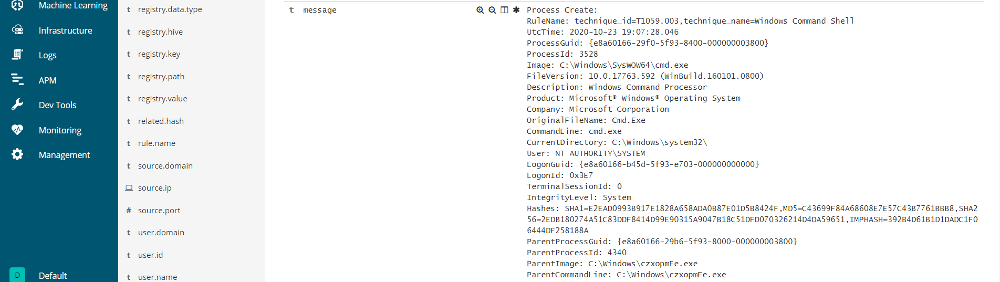 Machine Learning
Infrastructure
Logs
APM
Dev Tools
Monitoring
Management
D Default
t registry.data.type
t registry.hive
t registry.key
t registry.path
t registry.value
t related.hash
t rule.name
t source.domain
source.ip
# source.port
t user.domain
t user.id
t user.name
t message
Process Create:
RuleName: technique_id=T1059.003,technique_name=Windows Command Shell
UtcTime: 2020-10-23 19:07:28.046
ProcessGuid: {e8a60166-29f0-5f93-8400-000000003800}
ProcessId: 3528
Image: C:\Windows\SysWOW64\cmd.exe
FileVersion: 10.0.17763.592 (WinBuild.160101.0800)
Description: Windows Command Processor
Product: Microsoft® Windows® Operating System
Company: Microsoft Corporation
OriginalFileName: Cmd.Exe
CommandLine: cmd.exe
CurrentDirectory: C:\Windows\system32\
User: NT AUTHORITY\SYSTEM
LogonGuid: {e8a60166-b45d-5f93-e703-000000000000}
LogonId: 0x3E7
TerminalSessionId: 0
IntegrityLevel: System
Hashes: SHA1=E2EAD0993B917E1828A658ADA0B87E01D5B8424F,MD5=C43699F84A68608E7E57C43B7761BBB8,SHA2
56=2EDB180274A51C83DDF8414D99E90315A9047B18C51DFD070326214D4DA59651,IMPHASH=392B4D61B1D1DADC1F0
6444DF258188A
ParentProcessGuid: {e8a60166-29b6-5f93-8000-000000003800}
ParentProcessId: 4340
ParentImage: C:\Windows\czxopmFe.exe
ParentCommandLine: C:\Windows\czxopmFe.exe